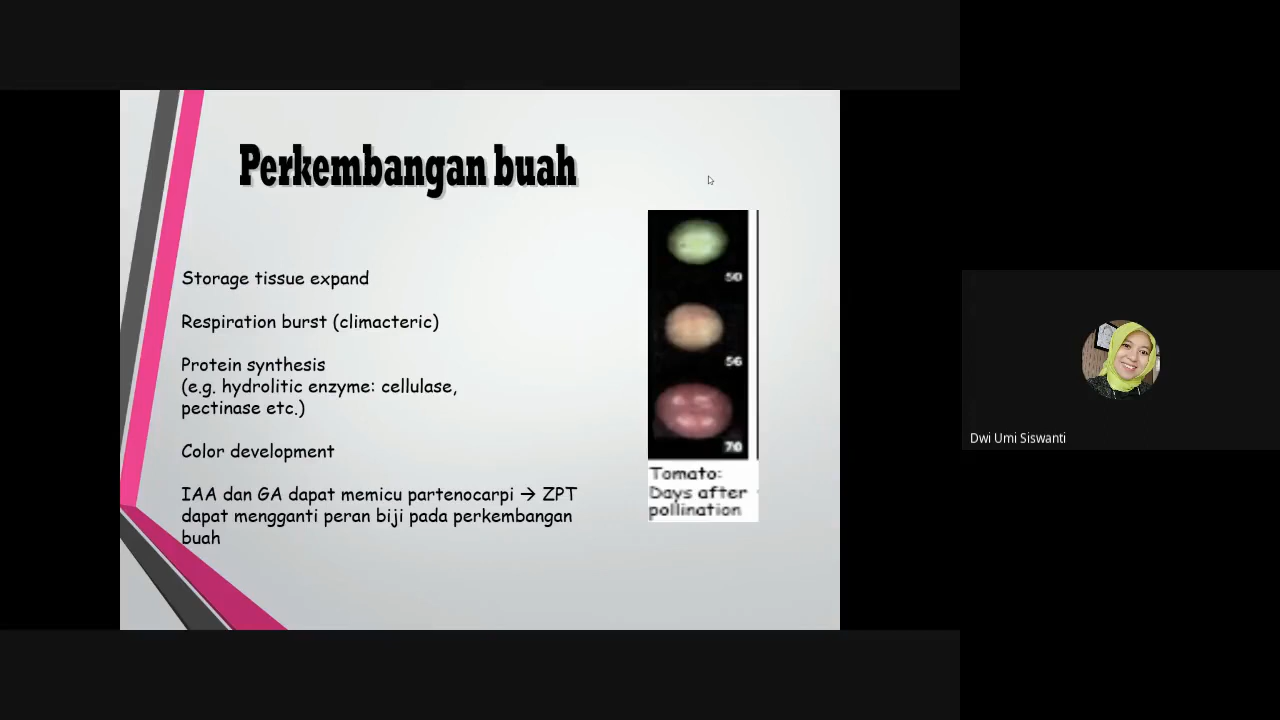 Perkembangan buah
Storage tissue expand
Respiration burst (climacteric)
Protein synthesis
(e.g. hydrolitic enzyme: cellulase,
pectinase etc.)
Color development
IAA dan GA dapat memicu partenocarpi → ZPT
dapat mengganti peran biji pada perkembangan
buah
50
56
70
Tomato:
Days after
pollination
Dwi Umi Siswanti